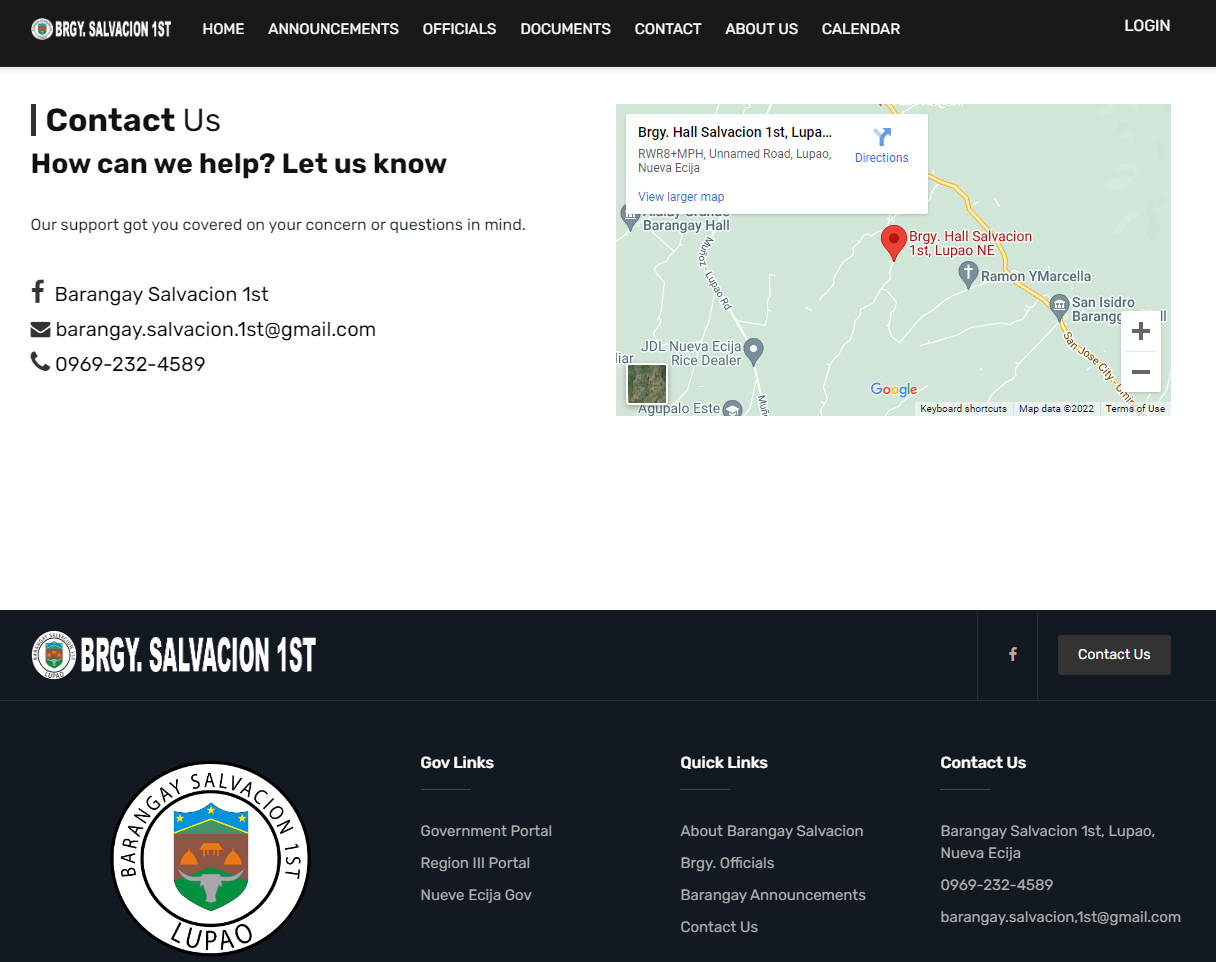 BRGY. SALVACION 1ST
HOME
ANNOUNCEMENTS
OFFICIALS
DOCUMENTS
CONTACT
ABOUT US
CALENDAR
LOGIN
Contact Us
How can we help? Let us know
Our support got you covered on your concern or questions in mind.
Barangay Salvacion 1st
barangay.salvacion.1st@gmail.com
0969-232-4589
Brgy. Hall Salvacion 1st, Lupa...
RWR8+MPH, Unnamed Road, Lupao,
Nueva Ecija
Directions
View larger map
Barangay Hall
Muñoz - Lupao Rd
Brgy. Hall Salvacion
1st, Lupao NE
Ramon YMarcella
San Isidro
JDL Nueva Ecija
Rice Dealer
San Jose City
Agupalo Este
Google
Keyboard shortcuts
Map data ©2022
Terms of Use
BRGY. SALVACION 1ST
Contact Us
BARANGAY SALVACION 1ST
LUPAO
Gov Links
Government Portal
Region III Portal
Nueve Ecija Gov
Quick Links
About Barangay Salvacion
Brgy. Officials
Barangay Announcements
Contact Us
Contact Us
Barangay Salvacion 1st, Lupao,
Nueva Ecija
0969-232-4589
barangay.salvacion,1st@gmail.com